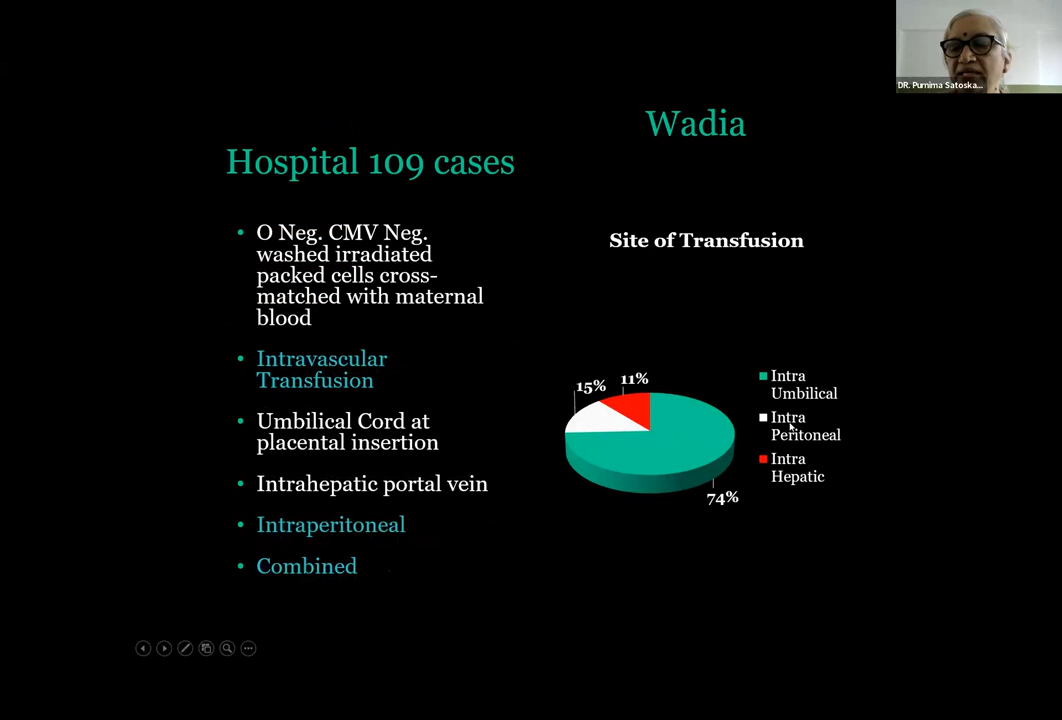 DR. Purnima Satoska...
Wadia
Hospital 109 cases
• O Neg. CMV Neg.
washed irradiated
packed cells cross-
matched with maternal
blood
• Intravascular
Transfusion
• Umbilical Cord at
placental insertion
• Intrahepatic portal vein
• Intraperitoneal
• Combined
Site of Transfusion
15%
11%
74%
Intra
Umbilical
Intra
Peritoneal
Intra
Hepatic